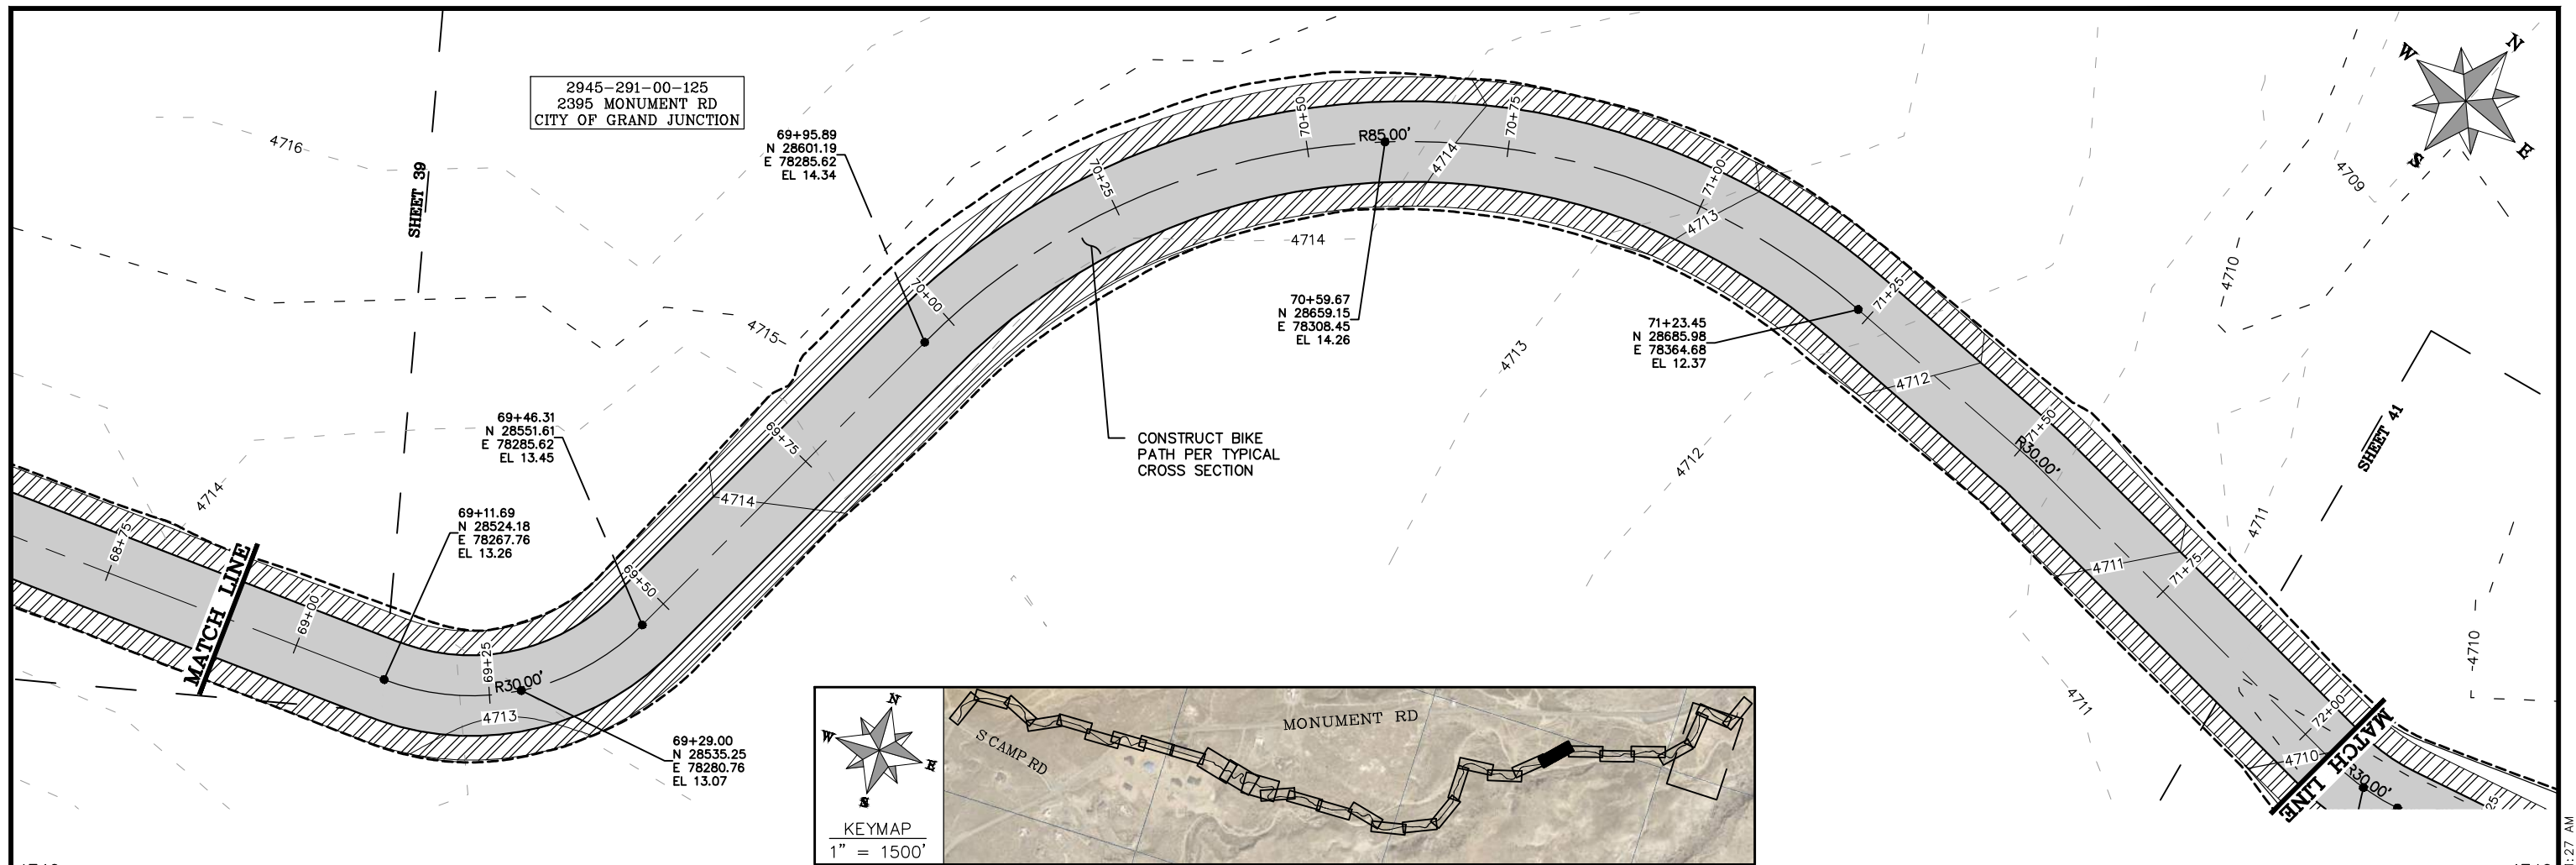 2945-291-00-125
2395 MONUMENT RD
CITY OF GRAND JUNCTION
W
N
S
E
4716
SHEET 39
69+95.89
N 28601.19
E 78285.62
EL 14.34
70+50
R85.00'
70+75
4714
71+00
4713
4709
70+25
4714
4710
70+00
4715
70+59.67
N 28659.15
E 78308.45
EL 14.26
71+23.45
N 28685.98
E 78364.68
EL 12.37
71+25
4713
4712
69+46.31
N 28551.61
E 78285.62
EL 13.45
69+75
CONSTRUCT BIKE
PATH PER TYPICAL
CROSS SECTION
4712
71+50
R30.00'
SHEET 41
4714
4714
69+11.69
N 28524.18
E 78267.76
EL 13.26
68+75
MATCH LINE
69+00
69+50
4711
4711
71+75
69+25
R30.00'
4713
69+29.00
N 28535.25
E 78280.76
EL 13.07
4710
4711
72+00
MATCH LINE
4710
R30.00'
25
N
W
E
S
KEYMAP
1" = 1500'
S CAMP RD
MONUMENT RD
:27 AM